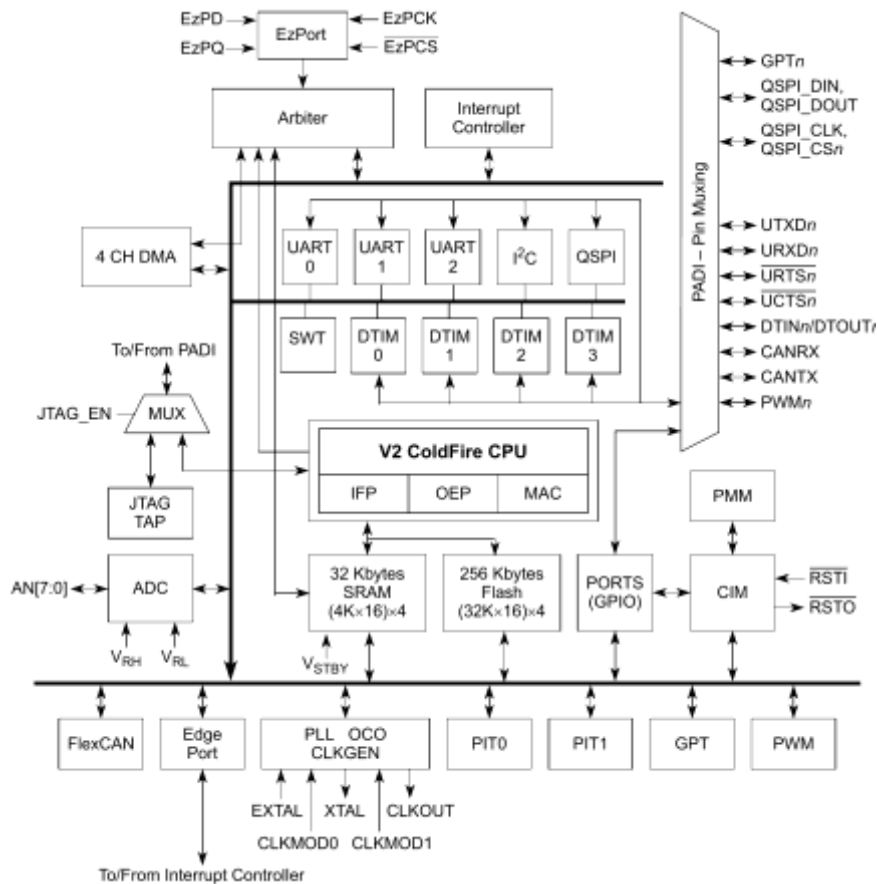 EzPD
EzPCK
EzPort
EzPQ
EzPCS
Arbiter
Interrupt
Controller
GPTn
QSPI_DIN,
QSPI_DOUT
QSPI_CLK,
QSPI_CSn
PADI – Pin Muxing
4 CH DMA
UART
0
UART
1
UART
2
I²C
QSPI
UTXDn
URXDn
URTSn
UCTSn
DTINn/DTOUTn
CANRX
CANTX
PWMn
SWT
DTIM
0
DTIM
1
DTIM
2
DTIM
3
To/From PADI
JTAG_EN
MUX
V2 ColdFire CPU
IFP
OEP
MAC
JTAG
TAP
PMM
AN[7:0]
ADC
32 Kbytes
SRAM
(4K×16)×4
256 Kbytes
Flash
(32K×16)×4
PORTS
(GPIO)
CIM
RSTI
RSTO
VRH
VRL
VSTBY
FlexCAN
Edge
Port
PLL OCO
CLKGEN
PIT0
PIT1
GPT
PWM
EXTAL
XTAL
CLKOUT
CLKMOD0
CLKMOD1
To/From Interrupt Controller